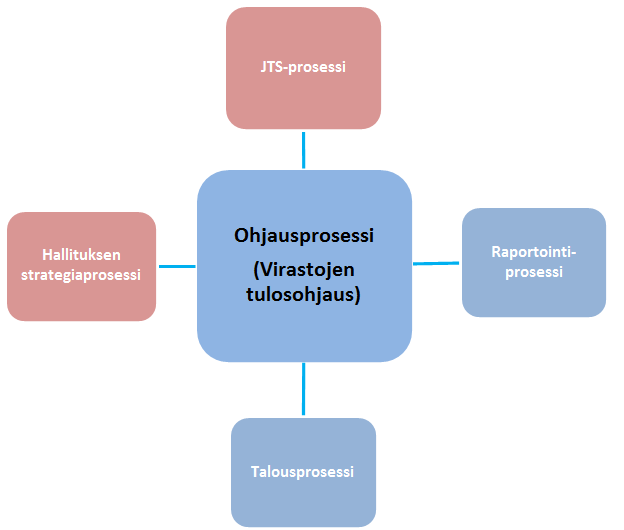 JTS-prosessi
Hallituksen
strategiaprosessi
Ohjausprosessi
(Virastojen
tulosohjaus)
Raportointi-
prosessi
Talousprosessi